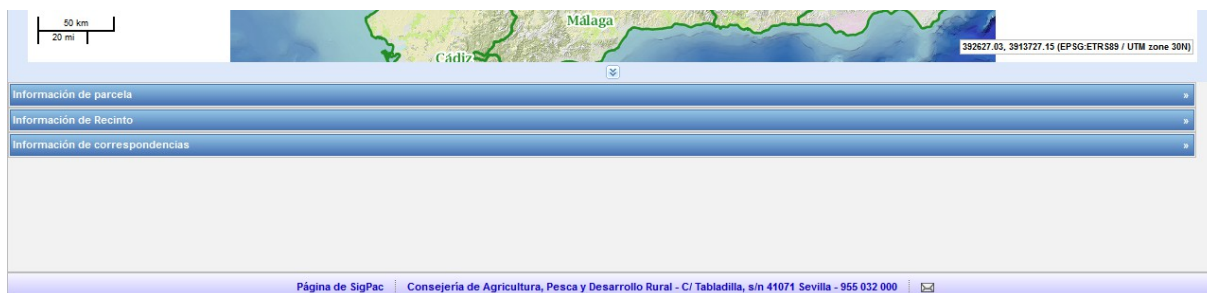 50 km
20 mi
Málaga
Cádiz
392627.03, 3913727.15 (EPSG:ETRS89 / UTM zone 30N)
Información de parcela »
Información de Recinto »
Información de correspondencias »
Página de SigPac Consejería de Agricultura, Pesca y Desarrollo Rural - C/ Tabladilla, s/n 41071 Sevilla - 955 032 000